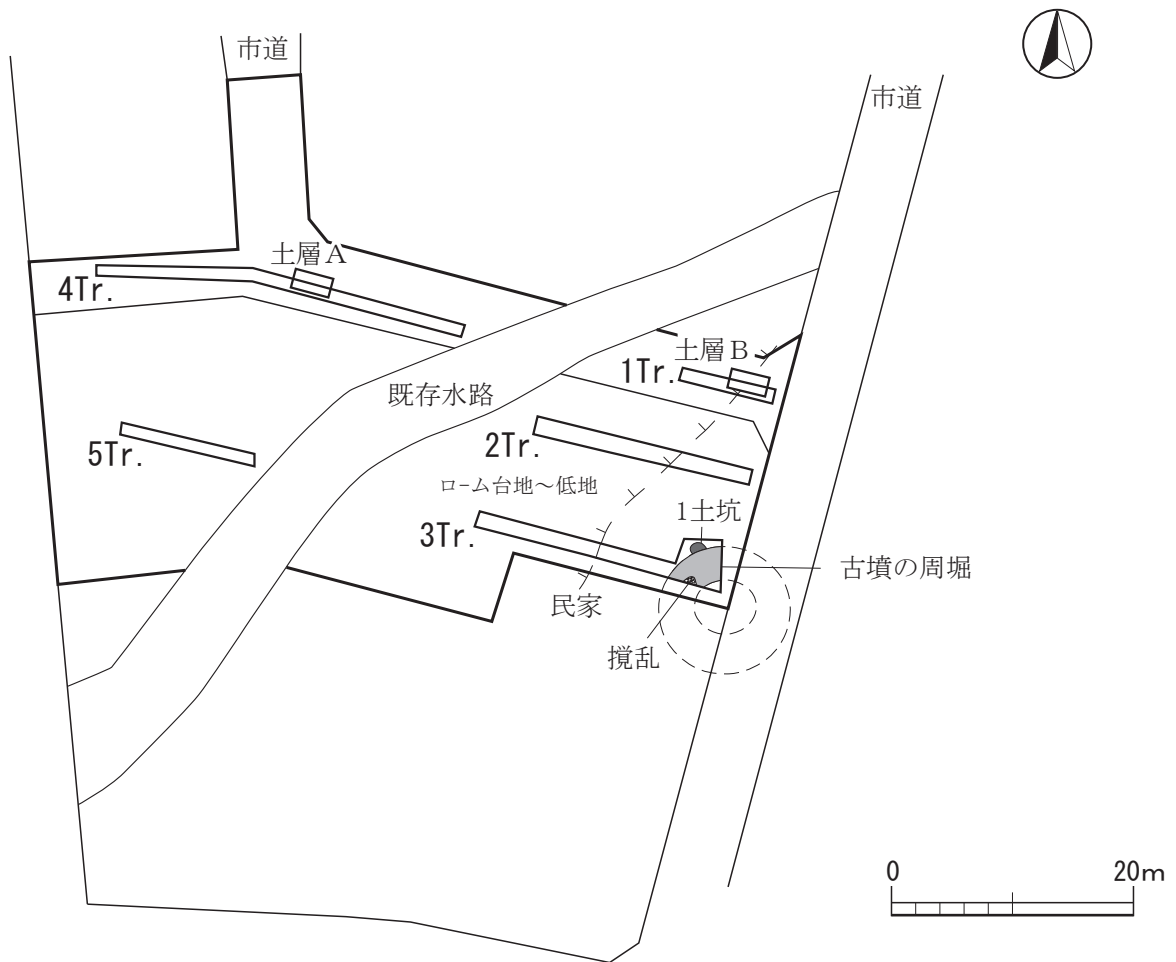 市道
市道
土層A
4Tr.
土層B
1Tr.
既存水路
2Tr.
5Tr.
ローム台地～低地
1土坑
3Tr.
古墳の周堀
民家
撹乱
0
20m